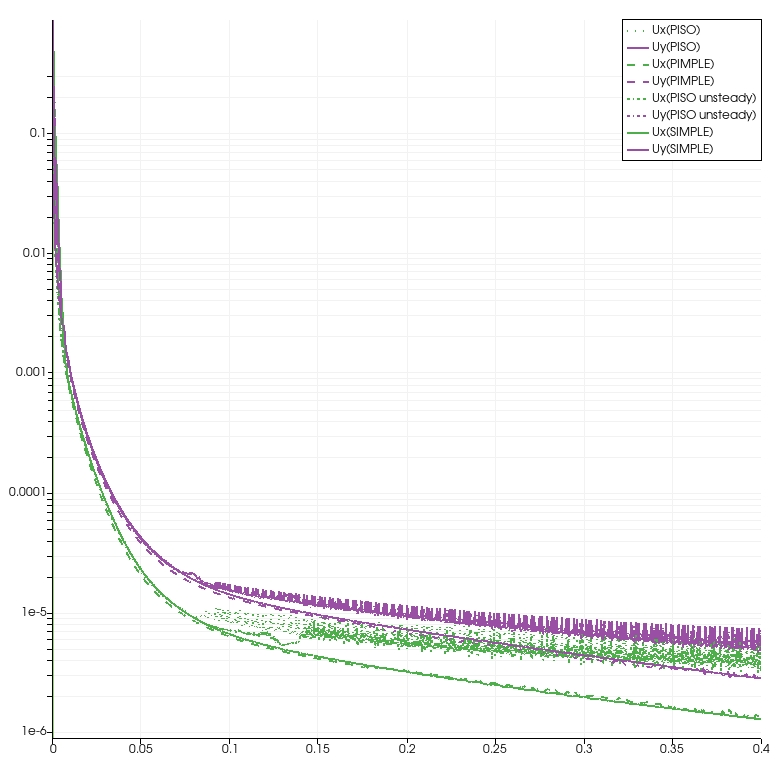 Ux(PISO)
Uy(PISO)
Ux(PIMPLE)
Uy(PIMPLE)
Ux(PISO unsteady)
Uy(PISO unsteady)
Ux(SIMPLE)
Uy(SIMPLE)
0.1
0.01
0.001
0.0001
1e-5
1e-6
0 0.05 0.1 0.15 0.2 0.25 0.3 0.35 0.4